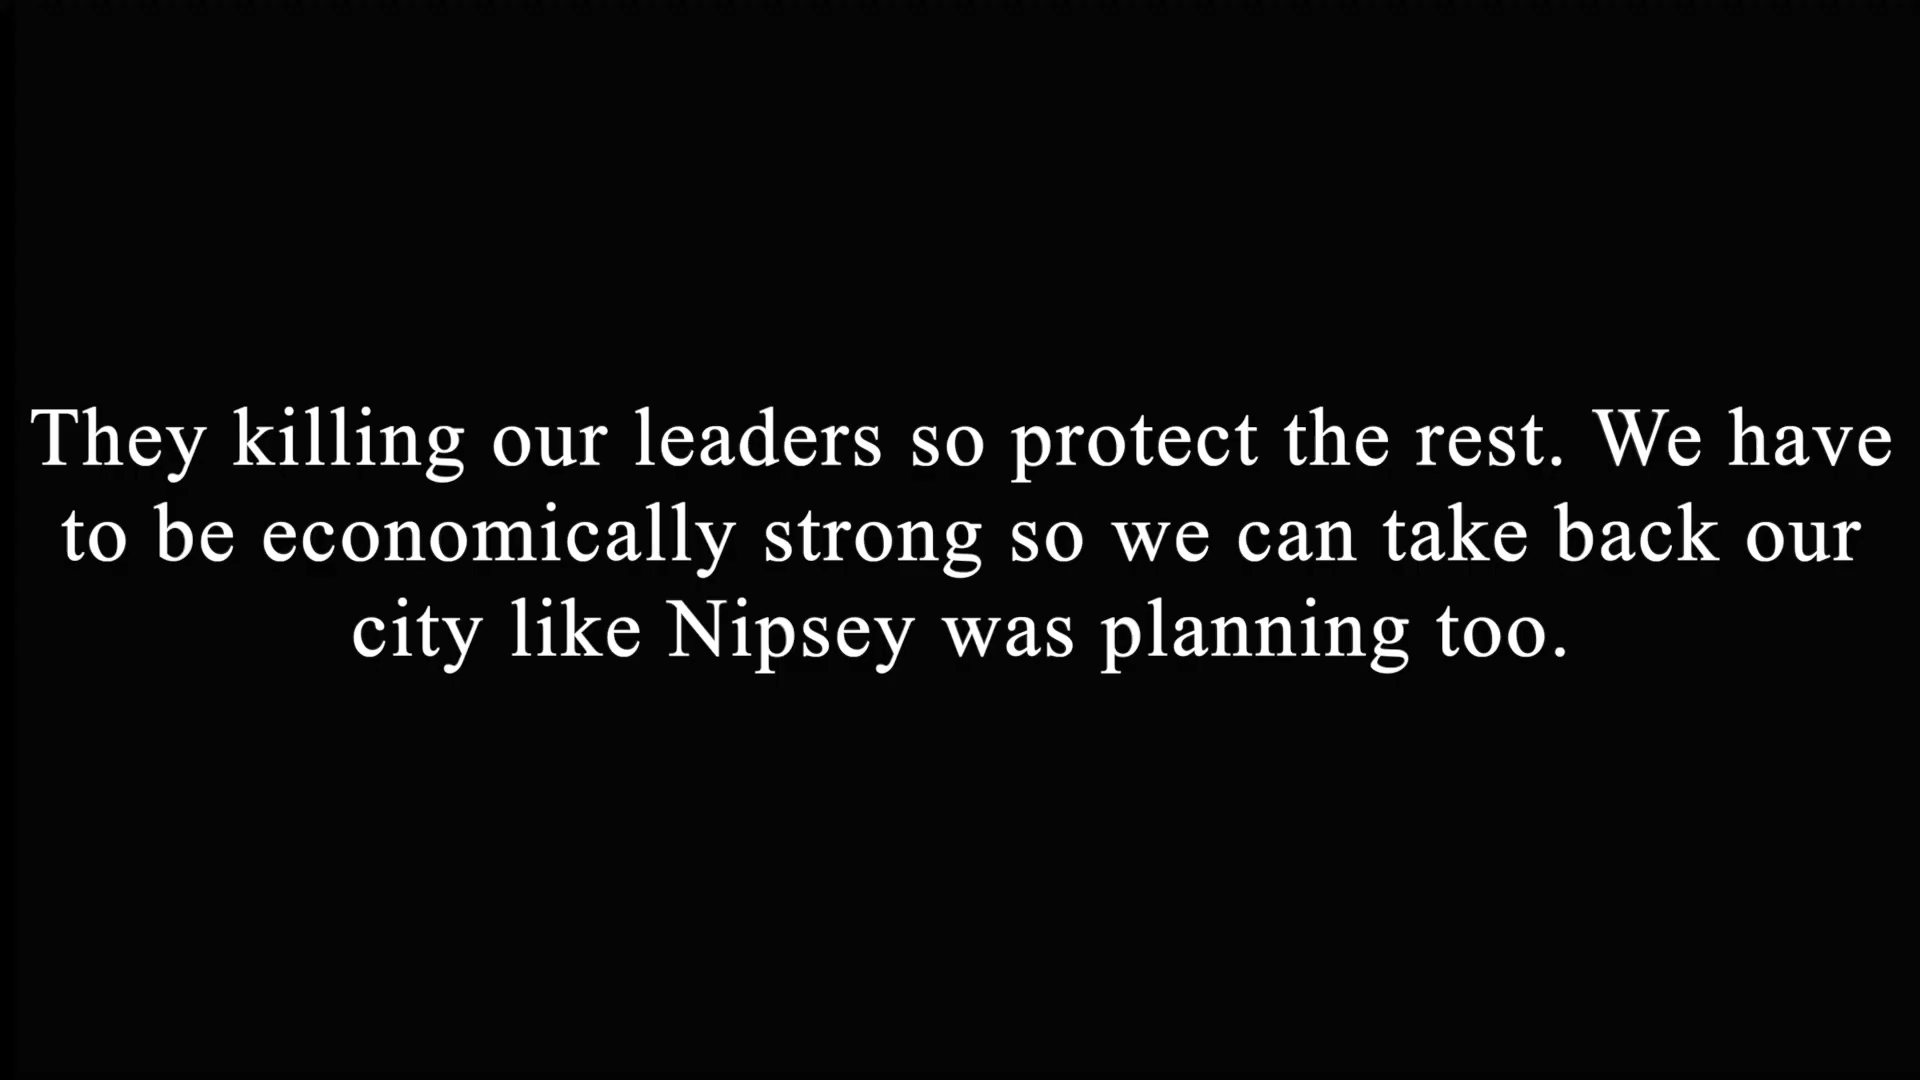 They killing our leaders so protect the rest. We have
to be economically strong so we can take back our
city like Nipsey was planning too.